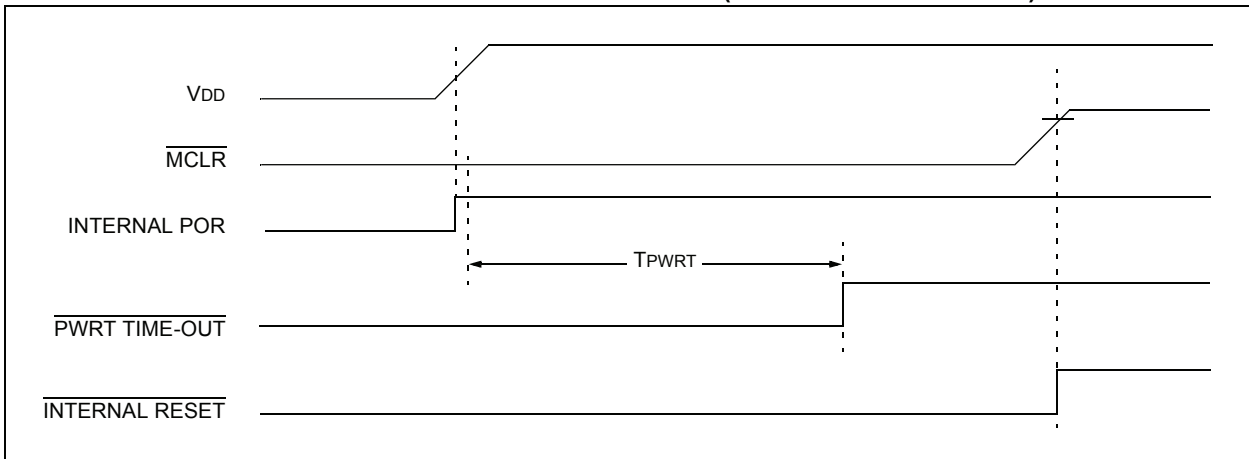 VDD
MCLR
INTERNAL POR
TPWRT
PWRT TIME-OUT
INTERNAL RESET